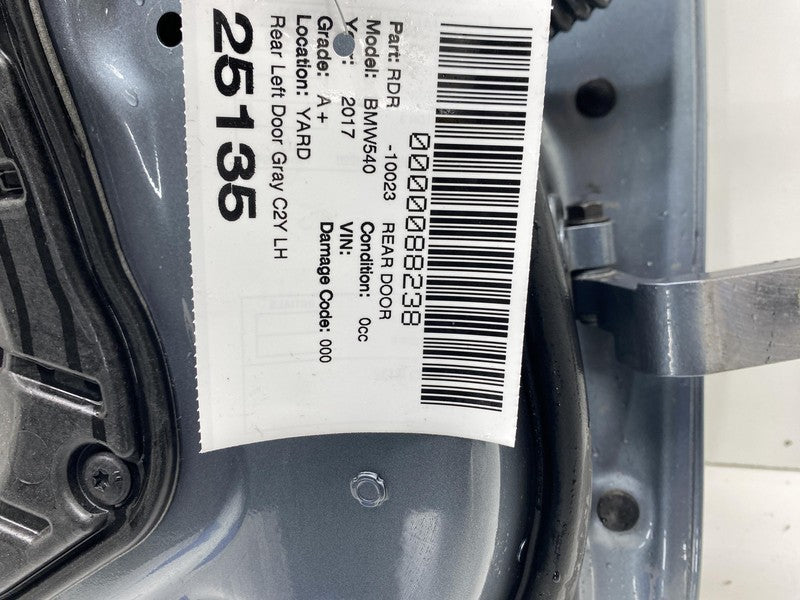 0000088238
Part: RDR -10023 REAR DOOR
Model: BMW540 Condition: 0cc
Year: 2017 VIN:
Grade: A+ Damage Code: 000
Location: YARD
Rear Left Door Gray C2Y LH
25135